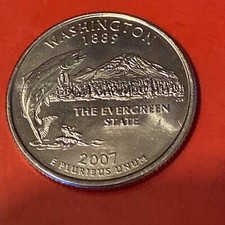 WASHINGTON
1889
THE EVERGREEN
STATE
2007
E PLURIBUS UNUM